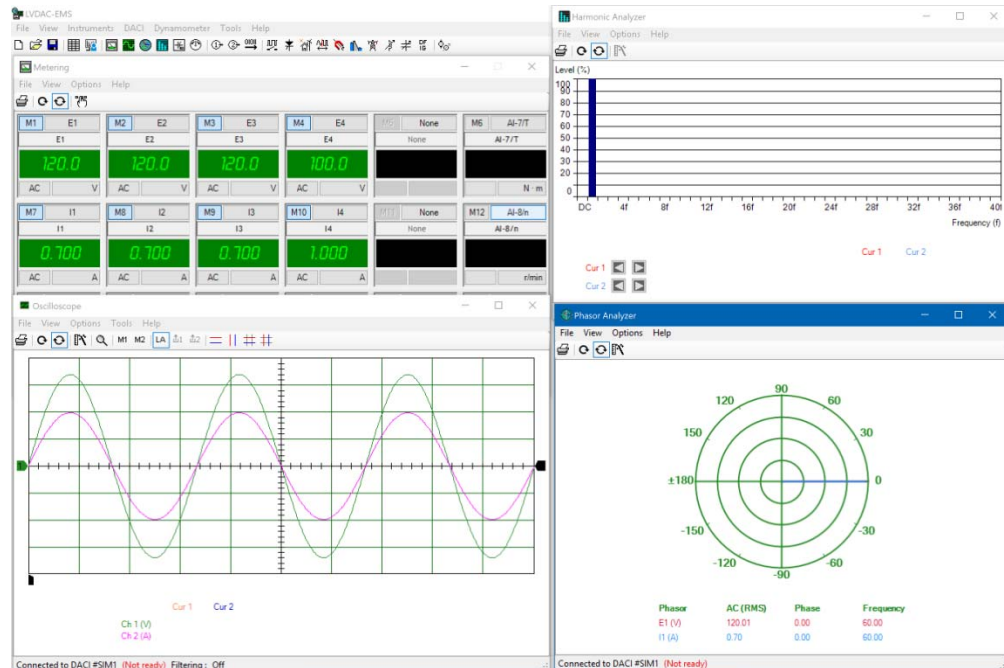 LVDAC-EMS
File View Instruments DACI Dynamometer Tools Help
Metering
File View Options Help
M1 E1 M2 E2 M3 E3 M4 E4 M5 None M6 AI-7/T
E1 E2 E3 E4 None AI-7/T
120.0 120.0 120.0 100.0
AC V AC V AC V AC V N·m
M7 I1 M8 I2 M9 I3 M10 I4 M11 None M12 AI-8/n
I1 I2 I3 I4 None AI-8/n
0.700 0.700 0.700 1.000
AC A AC A AC A AC A r/min
Oscilloscope
File View Options Tools Help
M1 M2 LA
1
Cur 1 Cur 2
Ch 1 (V)
Ch 2 (A)
Connected to DACI #SIM1 (Not ready) Filtering : Off
Harmonic Analyzer
File View Options Help
Level (%)
100
90
80
70
60
50
40
30
20
10
0
DC 4f 8f 12f 16f 20f 24f 28f 32f 36f 40f
Frequency (f)
Cur 1 Cur 2
Cur 1
Cur 2
Phasor Analyzer
File View Options Help
90
120 60
150 30
±180 0
-150 -30
-120 -60
-90
Phasor AC (RMS) Phase Frequency
E1 (V) 120.01 0.00 60.00
I1 (A) 0.70 0.00 60.00
Connected to DACI #SIM1 (Not ready)